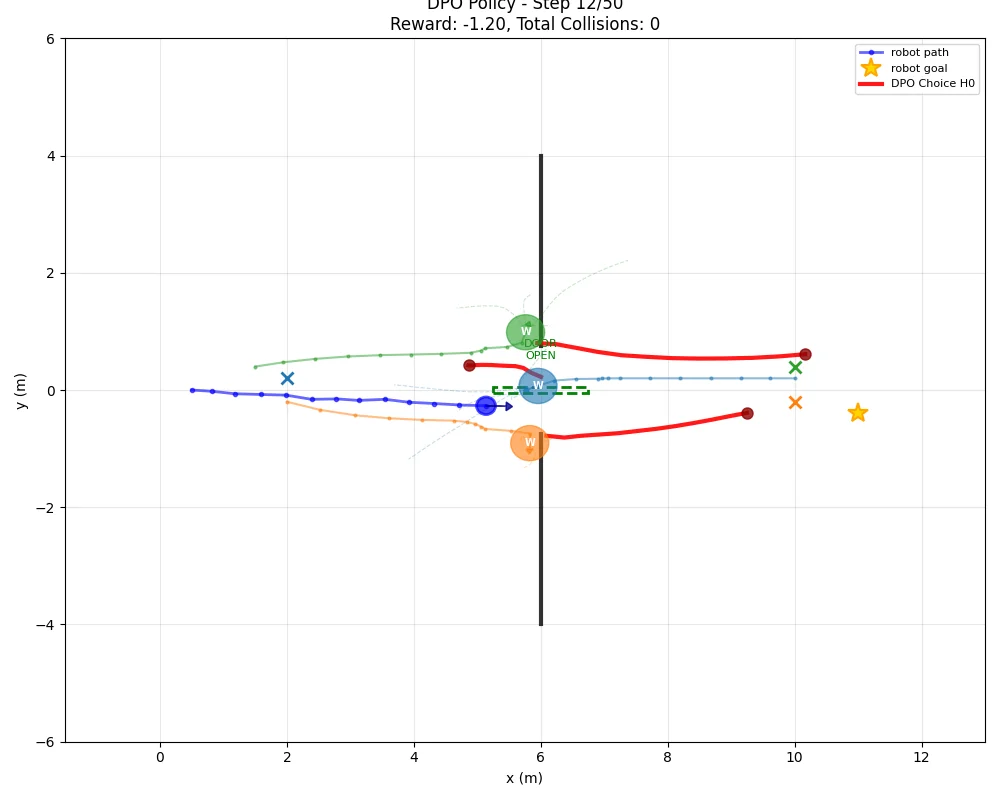 DPO Policy - Step 12/50
Reward: -1.20, Total Collisions: 0
robot path
robot goal
DPO Choice H0
6
4
2
0
−2
−4
−6
y (m)
W
DOOR
OPEN
W
W
0
2
4
6
8
10
12
x (m)